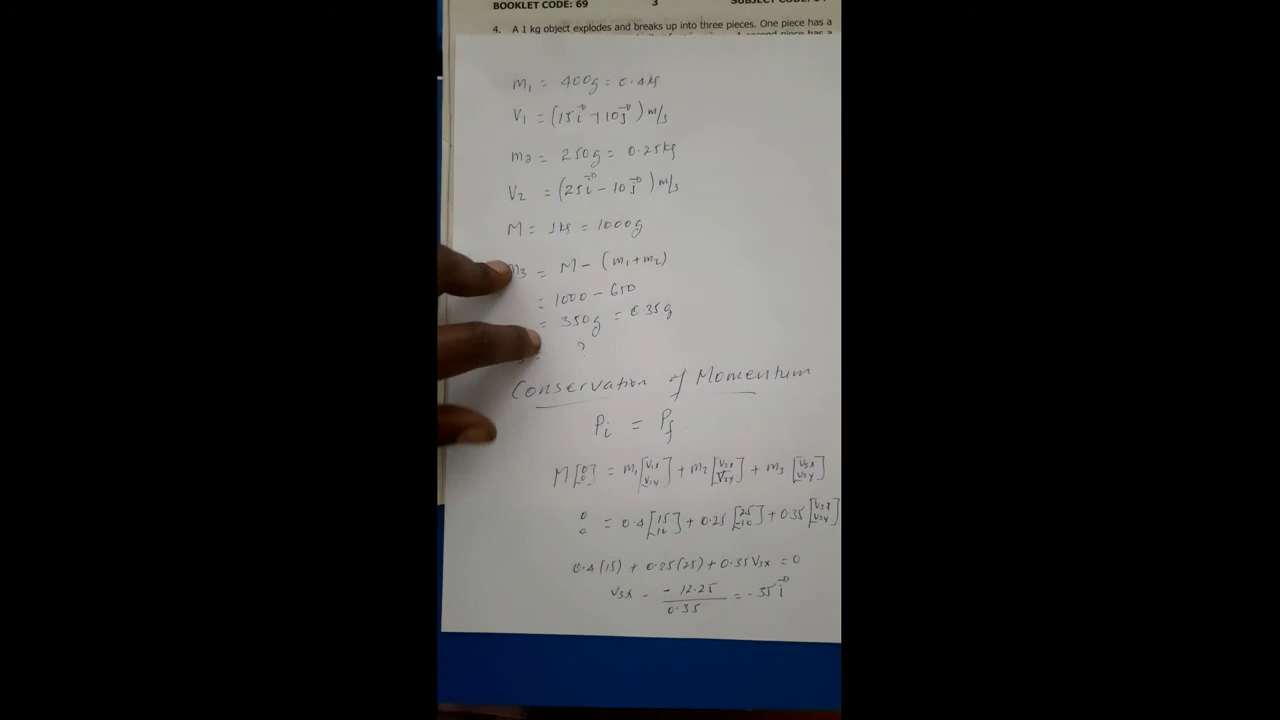 BOOKLET CODE: 69 3
4. A 1 kg object explodes and breaks up into three pieces. One piece has a
A second piece has a
m₁ = 400g = 0.4kg
V₁ = (15i⃗ + 10j⃗) m/s
m₂ = 250g = 0.25kg
V₂ = (25i⃗ - 10j⃗) m/s
M = 1kg = 1000g
m₃ = M - (m₁+m₂)
= 1000 - 650
= 350g = 0.35g
?
Conservation of Momentum
Pi = Pf
M[0 0] = m₁[V₁x V₁y] + m₂[V₂x V₂y] + m₃[V₃x V₃y]
0 0 = 0.4[15 10] + 0.25[25 -10] + 0.35[V₃x V₃y]
0.4(15) + 0.25(25) + 0.35V₃x = 0
V₃x - -12.25/0.35 = -35i⃗